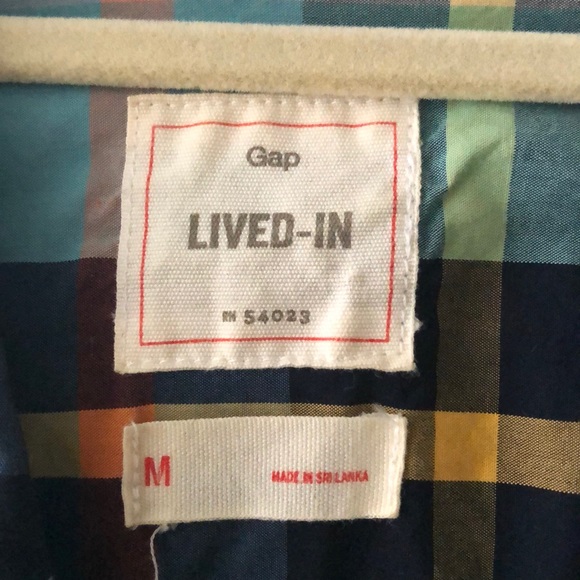 Gap
LIVED-IN
RN 54023
M
MADE IN SRI LANKA